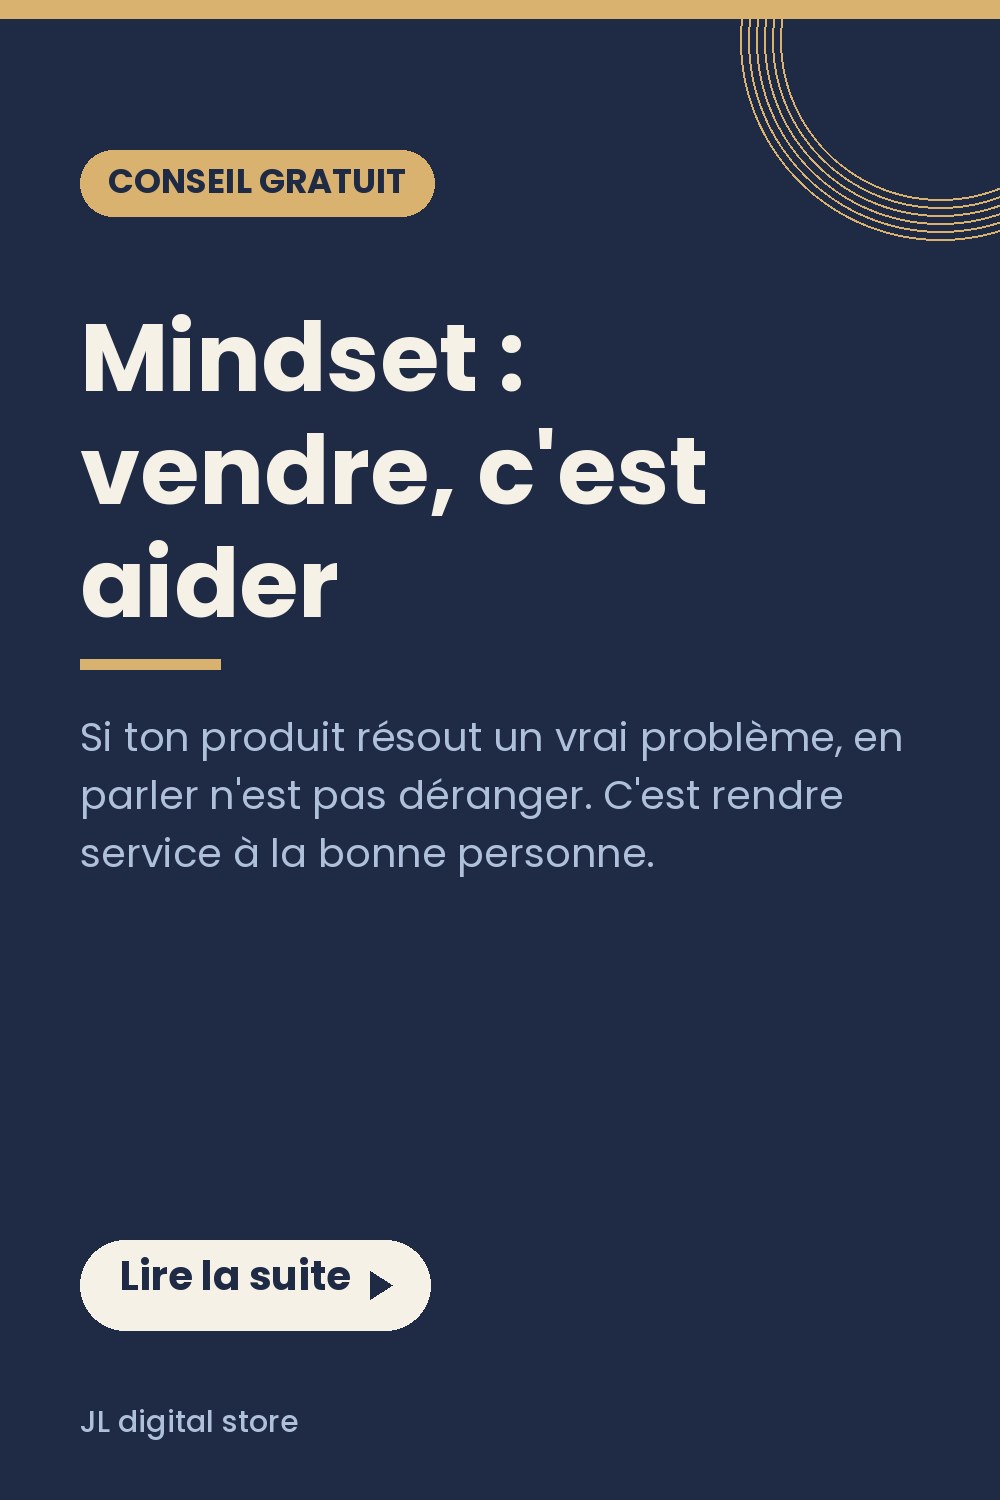 CONSEIL GRATUIT
Mindset :
vendre, c'est
aider
Si ton produit résout un vrai problème, en
parler n'est pas déranger. C'est rendre
service à la bonne personne.
Lire la suite
JL digital store